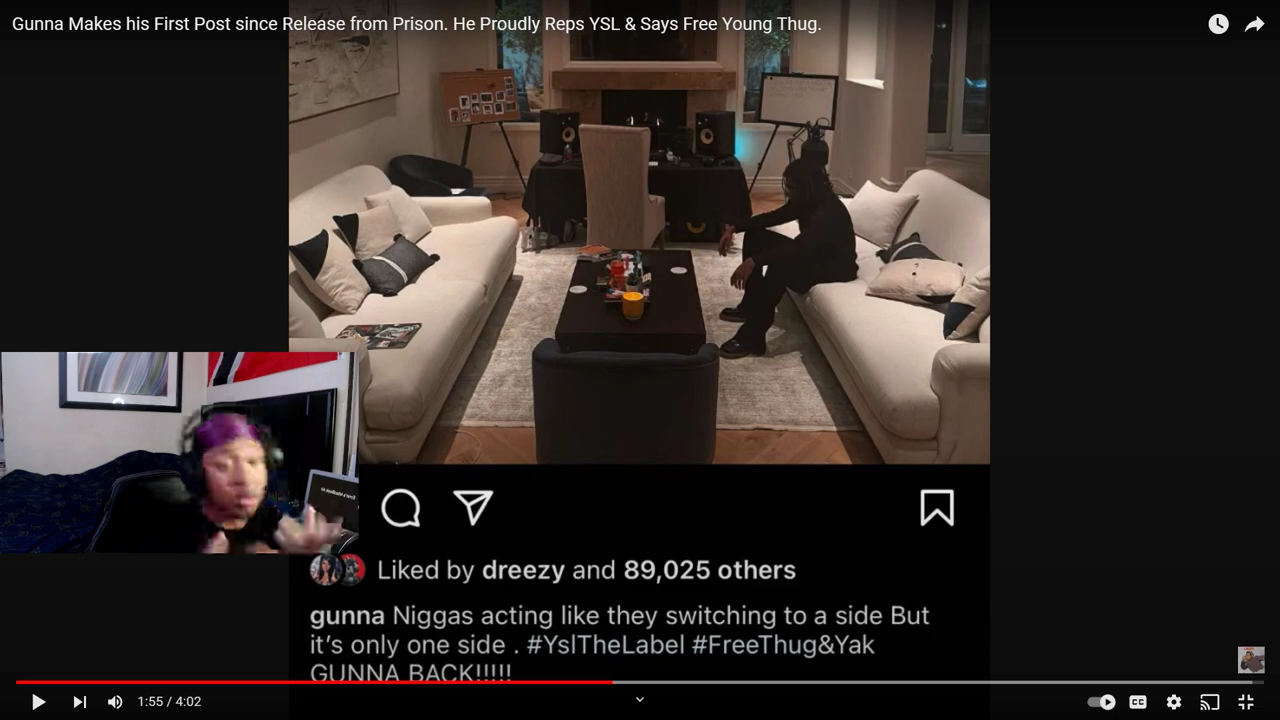 Gunna Makes his First Post since Release from Prison. He Proudly Reps YSL & Says Free Young Thug.
Liked by dreezy and 89,025 others
gunna Niggas acting like they switching to a side But
it's only one side . #YslTheLabel #FreeThug&Yak
GUNNA BACK!!!!!
1:55 / 4:02
CC